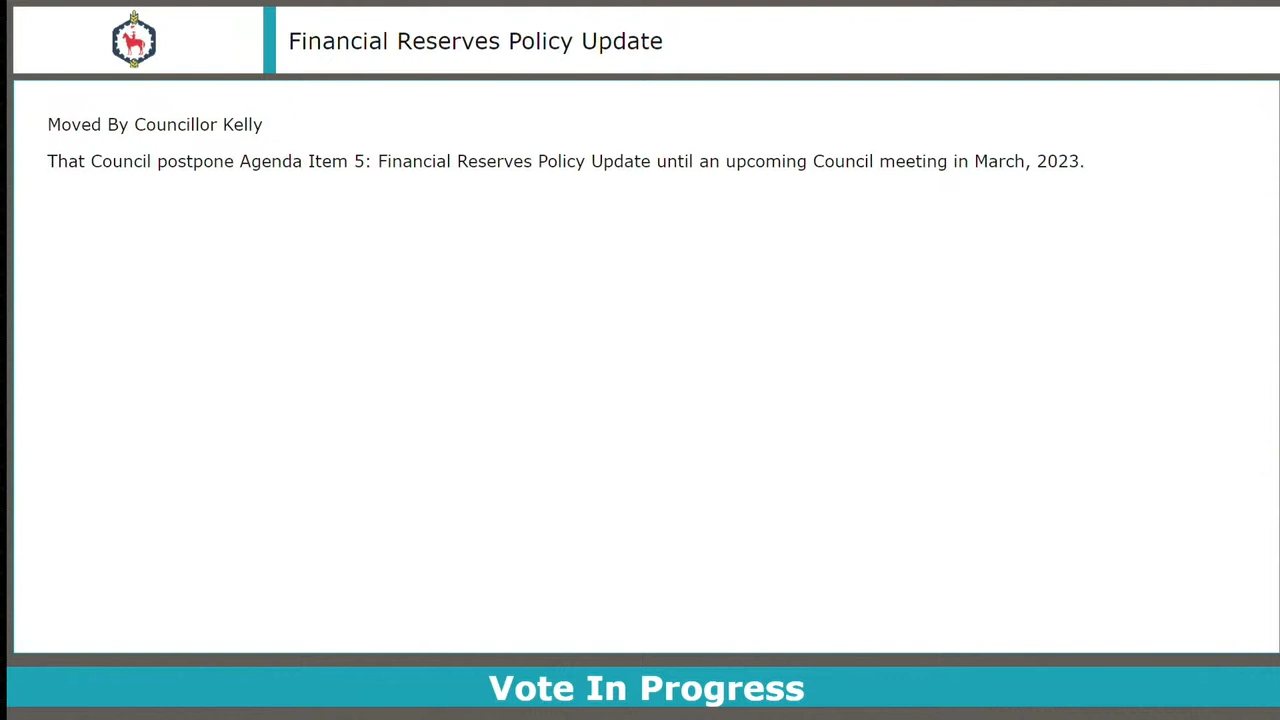 Financial Reserves Policy Update
Moved By Councillor Kelly
That Council postpone Agenda Item 5: Financial Reserves Policy Update until an upcoming Council meeting in March, 2023.
Vote In Progress